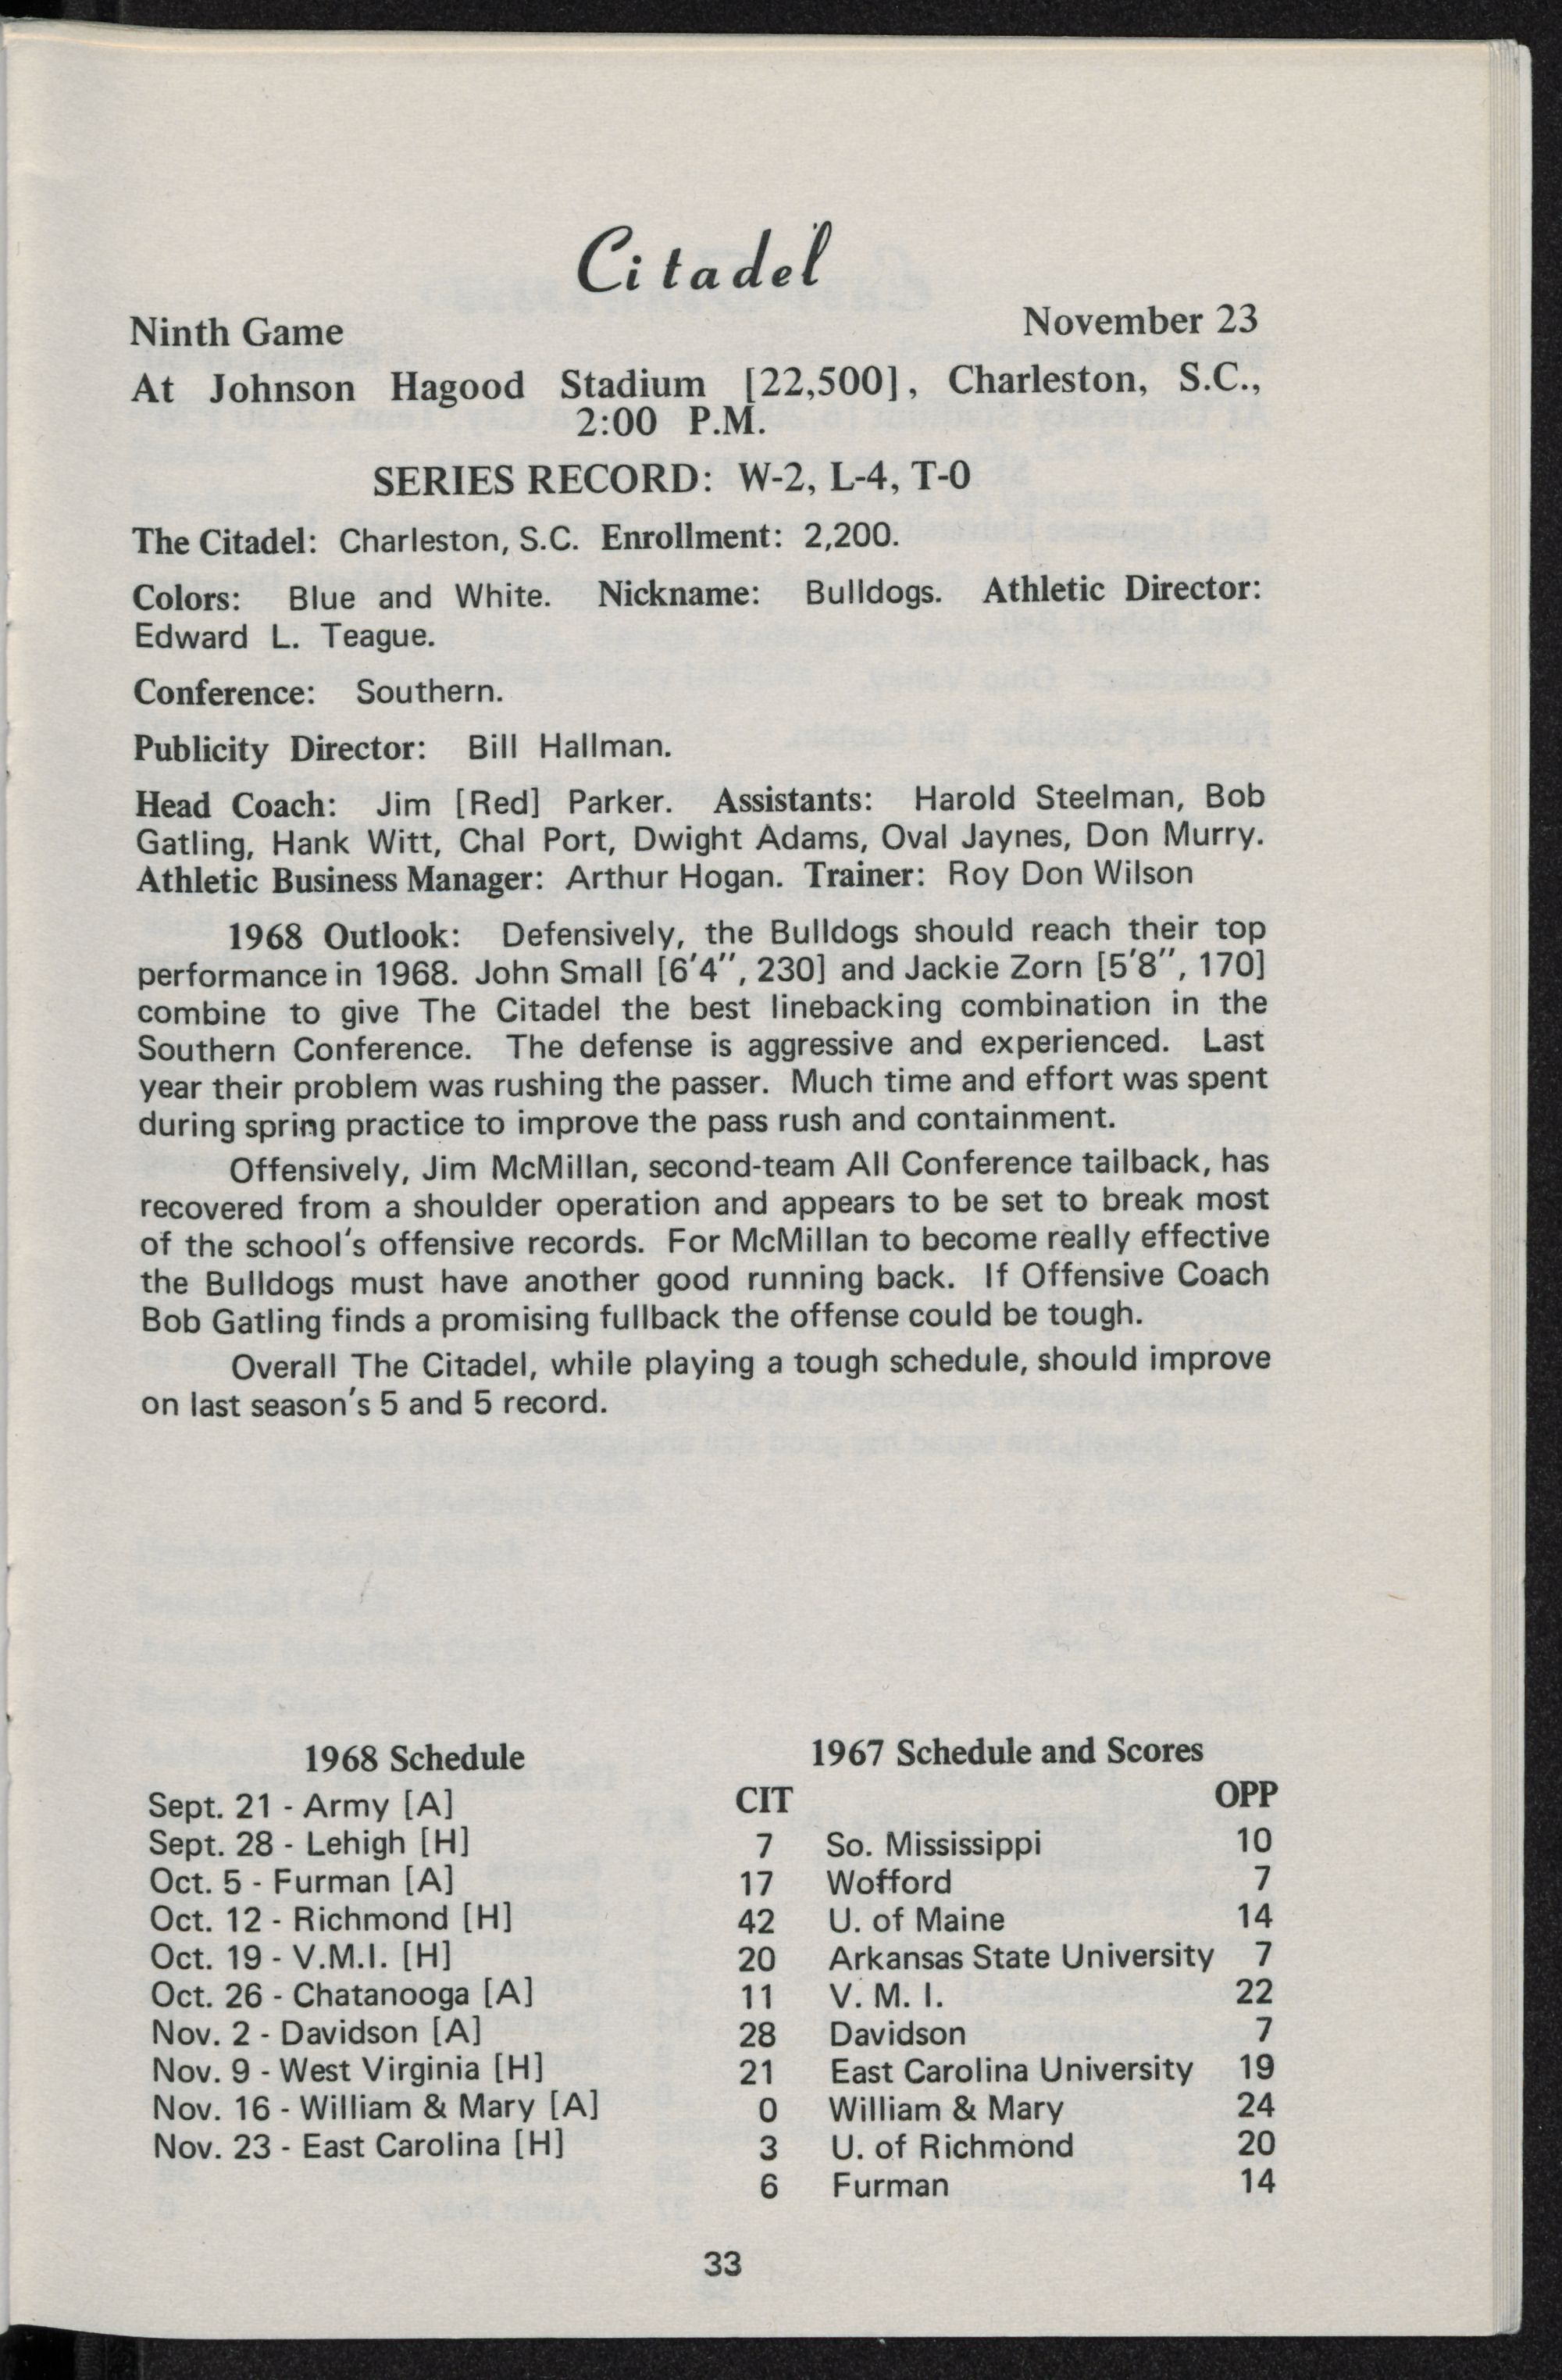 Citadel
Ninth Game November 23
At Johnson Hagood Stadium [22,500], Charleston, S.C.,
2:00 P.M.
SERIES RECORD: W-2, L-4, T-0
The Citadel: Charleston, S.C. Enrollment: 2,200.
Colors: Blue and White. Nickname: Bulldogs. Athletic Director:
Edward L. Teague.
Conference: Southern.
Publicity Director: Bill Hallman.
Head Coach: Jim [Red] Parker. Assistants: Harold Steelman, Bob
Gatling, Hank Witt, Chal Port, Dwight Adams, Oval Jaynes, Don Murry.
Athletic Business Manager: Arthur Hogan. Trainer: Roy Don Wilson
1968 Outlook: Defensively, the Bulldogs should reach their top
performance in 1968. John Small [6'4", 230] and Jackie Zorn [5'8", 170]
combine to give The Citadel the best linebacking combination in the
Southern Conference. The defense is aggressive and experienced. Last
year their problem was rushing the passer. Much time and effort was spent
during spring practice to improve the pass rush and containment.
Offensively, Jim McMillan, second-team All Conference tailback, has
recovered from a shoulder operation and appears to be set to break most
of the school's offensive records. For McMillan to become really effective
the Bulldogs must have another good running back. If Offensive Coach
Bob Gatling finds a promising fullback the offense could be tough.
Overall The Citadel, while playing a tough schedule, should improve
on last season's 5 and 5 record.
1968 Schedule
Sept. 21 - Army [A]
Sept. 28 - Lehigh [H]
Oct. 5 - Furman [A]
Oct. 12 - Richmond [H]
Oct. 19 - V.M.I. [H]
Oct. 26 - Chatanooga [A]
Nov. 2 - Davidson [A]
Nov. 9 - West Virginia [H]
Nov. 16 - William & Mary [A]
Nov. 23 - East Carolina [H]
1967 Schedule and Scores
CIT OPP
7 So. Mississippi 10
17 Wofford 7
42 U. of Maine 14
20 Arkansas State University 7
11 V. M. I. 22
28 Davidson 7
21 East Carolina University 19
0 William & Mary 24
3 U. of Richmond 20
6 Furman 14
33